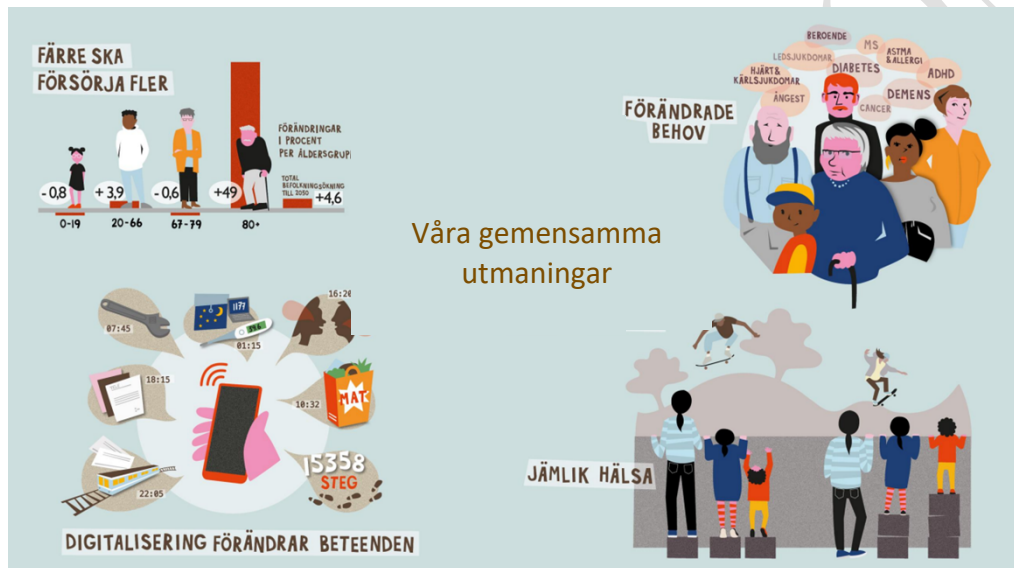 FÄRRE SKA
FÖRSÖRJA FLER
FÖRÄNDRINGAR
I PROCENT
PER ÅLDERSGRUPP
TOTAL
BEFOLKNINGSÖKNING
TILL 2050
- 0,8
+ 3,9
- 0,6
+49
+4,6
0-19
20-66
67-79
80+
BEROENDE
MS
ASTMA
& ALLERGI
LEDSJUKDOMAR
HJÄRT &
KÄRLSJUKDOMAR
DIABETES
ADHD
ÅNGEST
CANCER
DEMENS
FÖRÄNDRADE
BEHOV
Våra gemensamma
utmaningar
07:45
1177
01:15
16:20
18:15
10:32
MAT
22:05
15358
STEG
DIGITALISERING FÖRÄNDRAR BETEENDEN
JÄMLIK HÄLSA